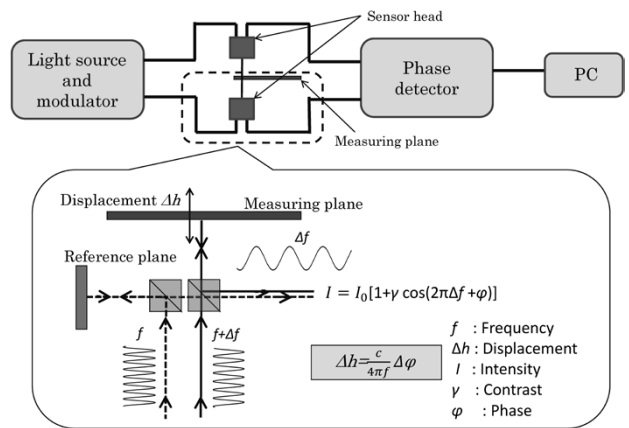 Sensor head
Light source
and
modulator
Phase
detector
PC
Measuring plane
Displacement Δh
Measuring plane
Δf
Reference plane
I = I₀[1+γ cos(2πΔf+φ)]
f
f+Δf
Δh=c/4πf Δφ
f : Frequency
Δh : Displacement
I : Intensity
γ : Contrast
φ : Phase